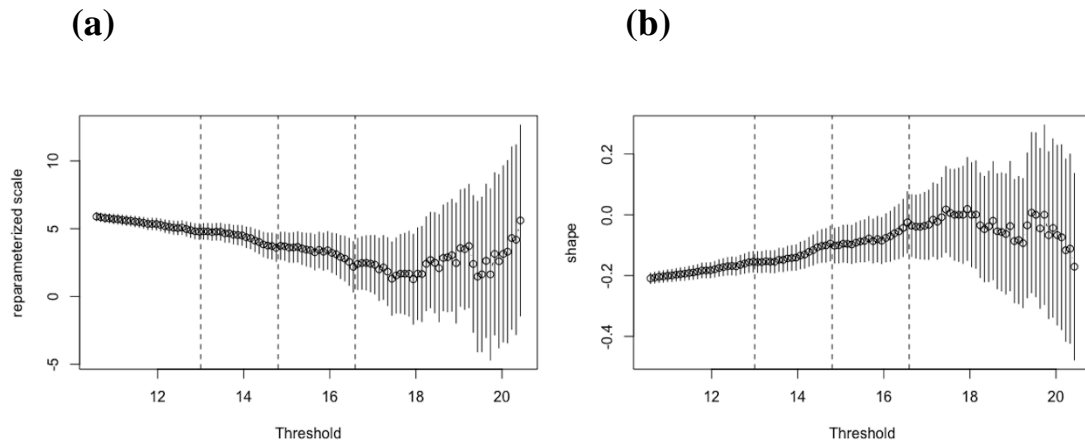 (a)
reparameterized scale
10
5
0
-5
12 14 16 18 20
Threshold
(b)
shape
0.2
0.0
-0.2
-0.4
12 14 16 18 20
Threshold